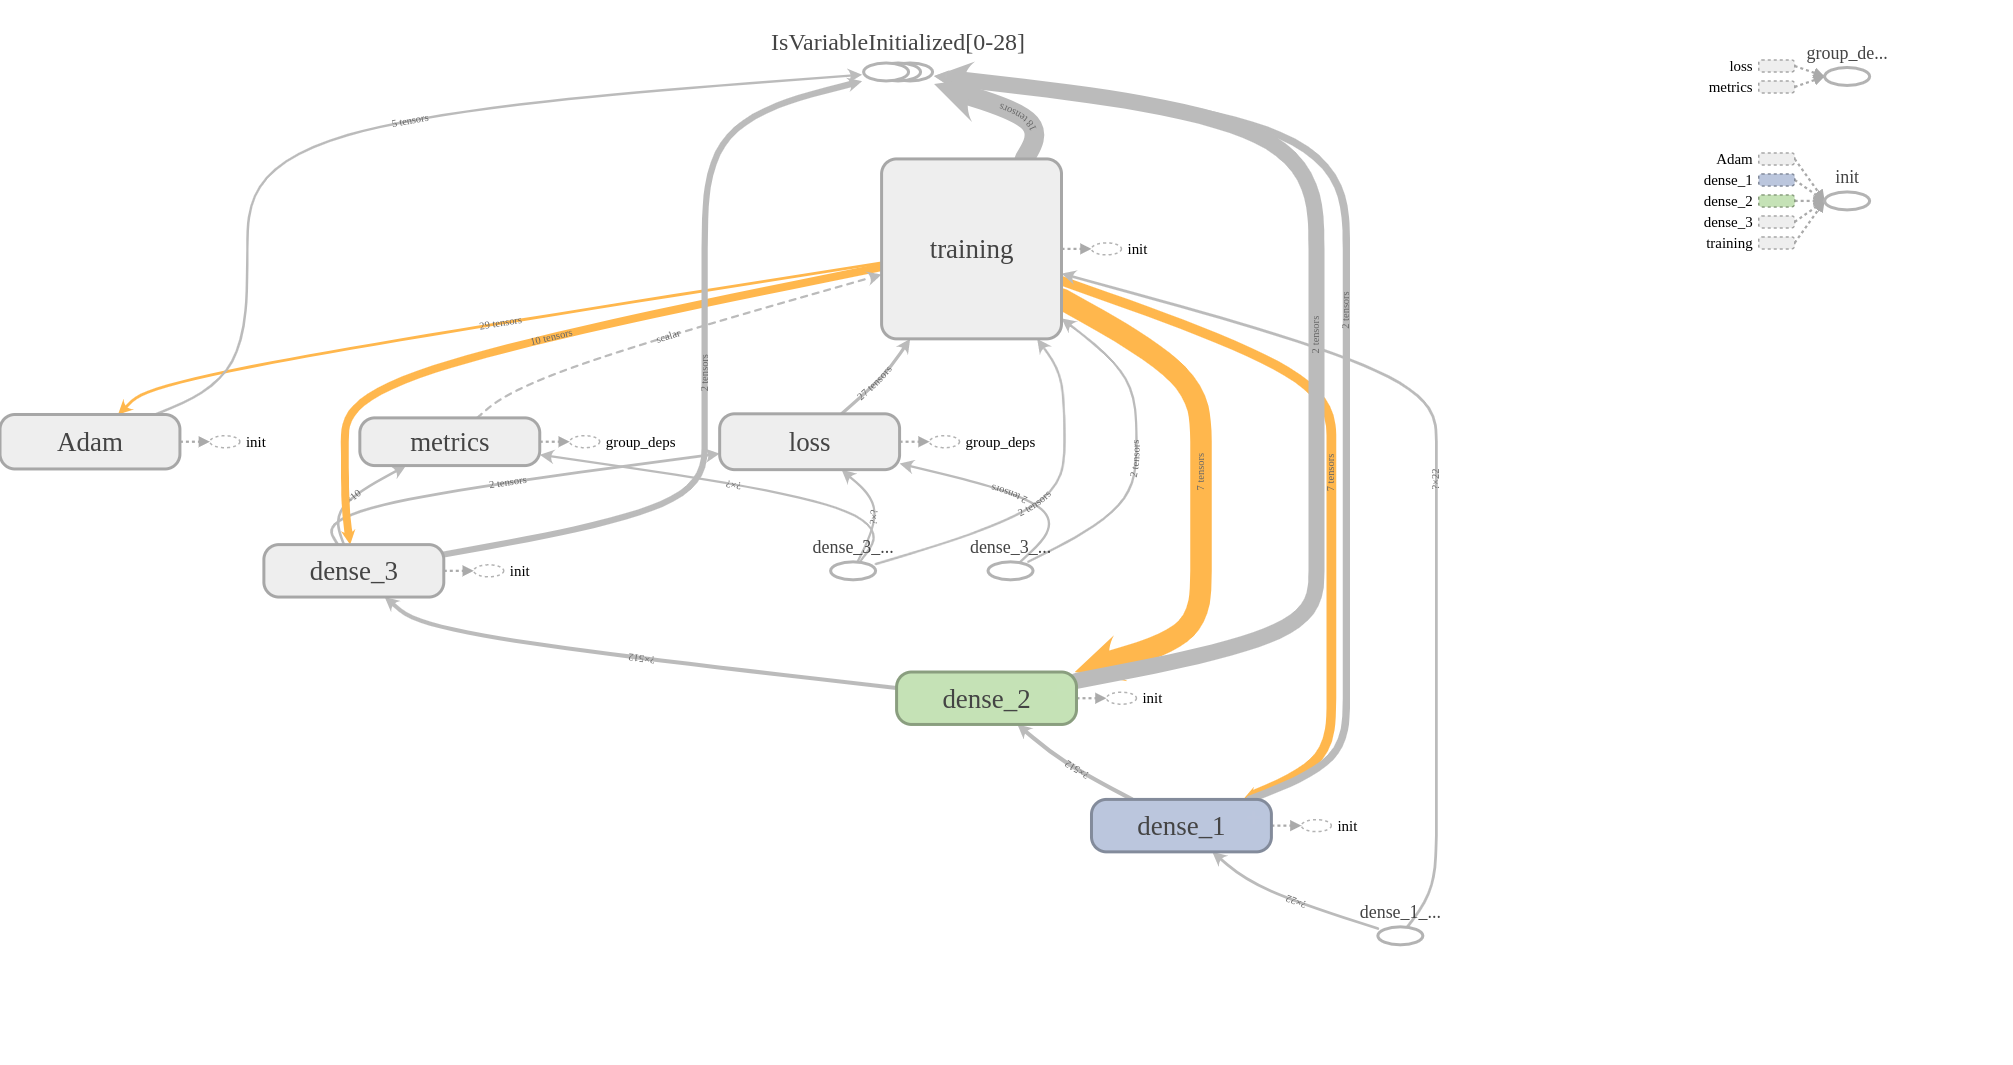 IsVariableInitialized[0-28]
group_de...
loss
metrics
5 tensors
18 tensors
Adam
dense_1
dense_2
dense_3
training
init
training
init
2 tensors
2 tensors
29 tensors
10 tensors
scalar
2 tensors
27 tensors
Adam
init
metrics
group_deps
loss
group_deps
2 tensors
7 tensors
7 tensors
?×22
10
2 tensors
?×?
2 tensors
2 tensors
?×?
dense_3_...
dense_3_...
dense_3
init
?×512
dense_2
init
?×512
dense_1
init
?×22
dense_1_...